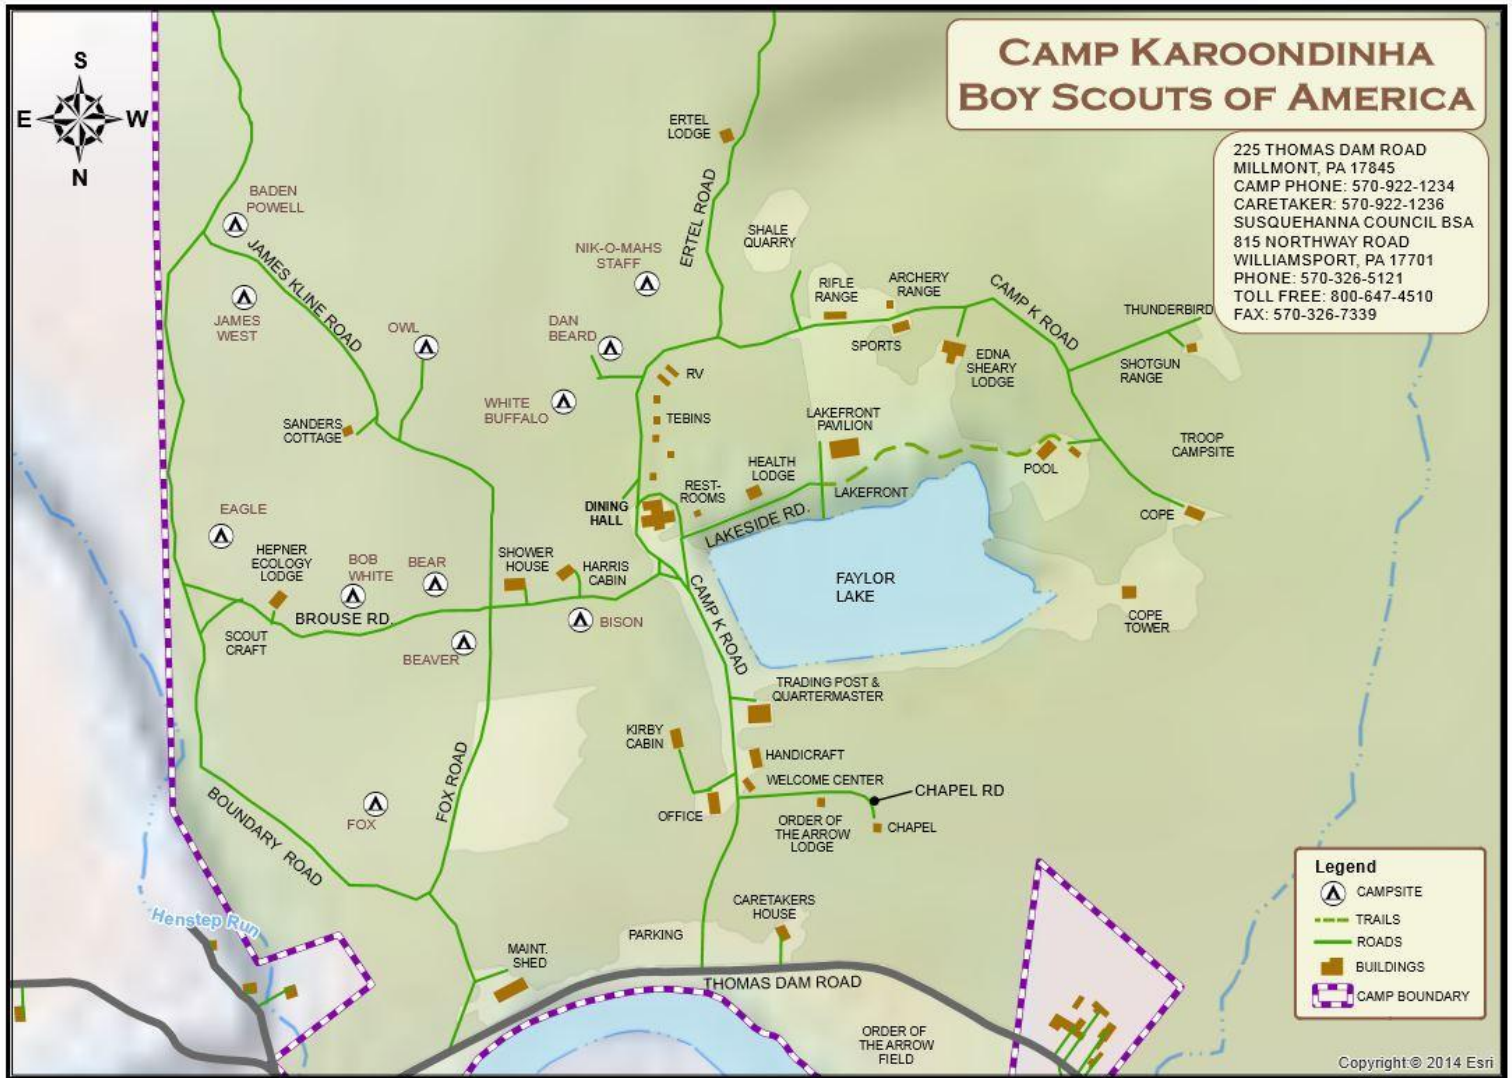 CAMP KAROONDINHA
BOY SCOUTS OF AMERICA
225 THOMAS DAM ROAD
MILLMONT, PA 17845
CAMP PHONE: 570-922-1234
CARETAKER: 570-922-1236
SUSQUEHANNA COUNCIL BSA
815 NORTHWAY ROAD
WILLIAMSPORT, PA 17701
PHONE: 570-326-5121
TOLL FREE: 800-647-4510
FAX: 570-326-7339
S
E
W
N
ERTEL
LODGE
BADEN
POWELL
ERTEL ROAD
SHALE
QUARRY
NIK-O-MAHS
STAFF
JAMES KLINE ROAD
RIFLE
RANGE
ARCHERY
RANGE
CAMP K ROAD
THUNDERBIRD
JAMES
WEST
OWL
DAN
BEARD
SPORTS
EDNA
SHEARY
LODGE
SHOTGUN
RANGE
RV
WHITE
BUFFALO
TEBINS
LAKEFRONT
PAVILION
SANDERS
COTTAGE
TROOP
CAMPSITE
HEALTH
LODGE
POOL
REST-
ROOMS
LAKEFRONT
DINING
HALL
LAKESIDE RD.
COPE
EAGLE
HEPNER
ECOLOGY
LODGE
BOB
WHITE
BEAR
SHOWER
HOUSE
HARRIS
CABIN
FAYLOR
LAKE
BROUSE RD.
CAMP K ROAD
COPE
TOWER
SCOUT
CRAFT
BISON
BEAVER
TRADING POST &
QUARTERMASTER
KIRBY
CABIN
HANDICRAFT
WELCOME CENTER
CHAPEL RD
FOX ROAD
BOUNDARY ROAD
FOX
OFFICE
ORDER OF
THE ARROW
LODGE
CHAPEL
Henstep Run
CARETAKERS
HOUSE
PARKING
MAINT.
SHED
THOMAS DAM ROAD
ORDER OF
THE ARROW
FIELD
Legend
CAMPSITE
TRAILS
ROADS
BUILDINGS
CAMP BOUNDARY
Copyright:© 2014 Esri